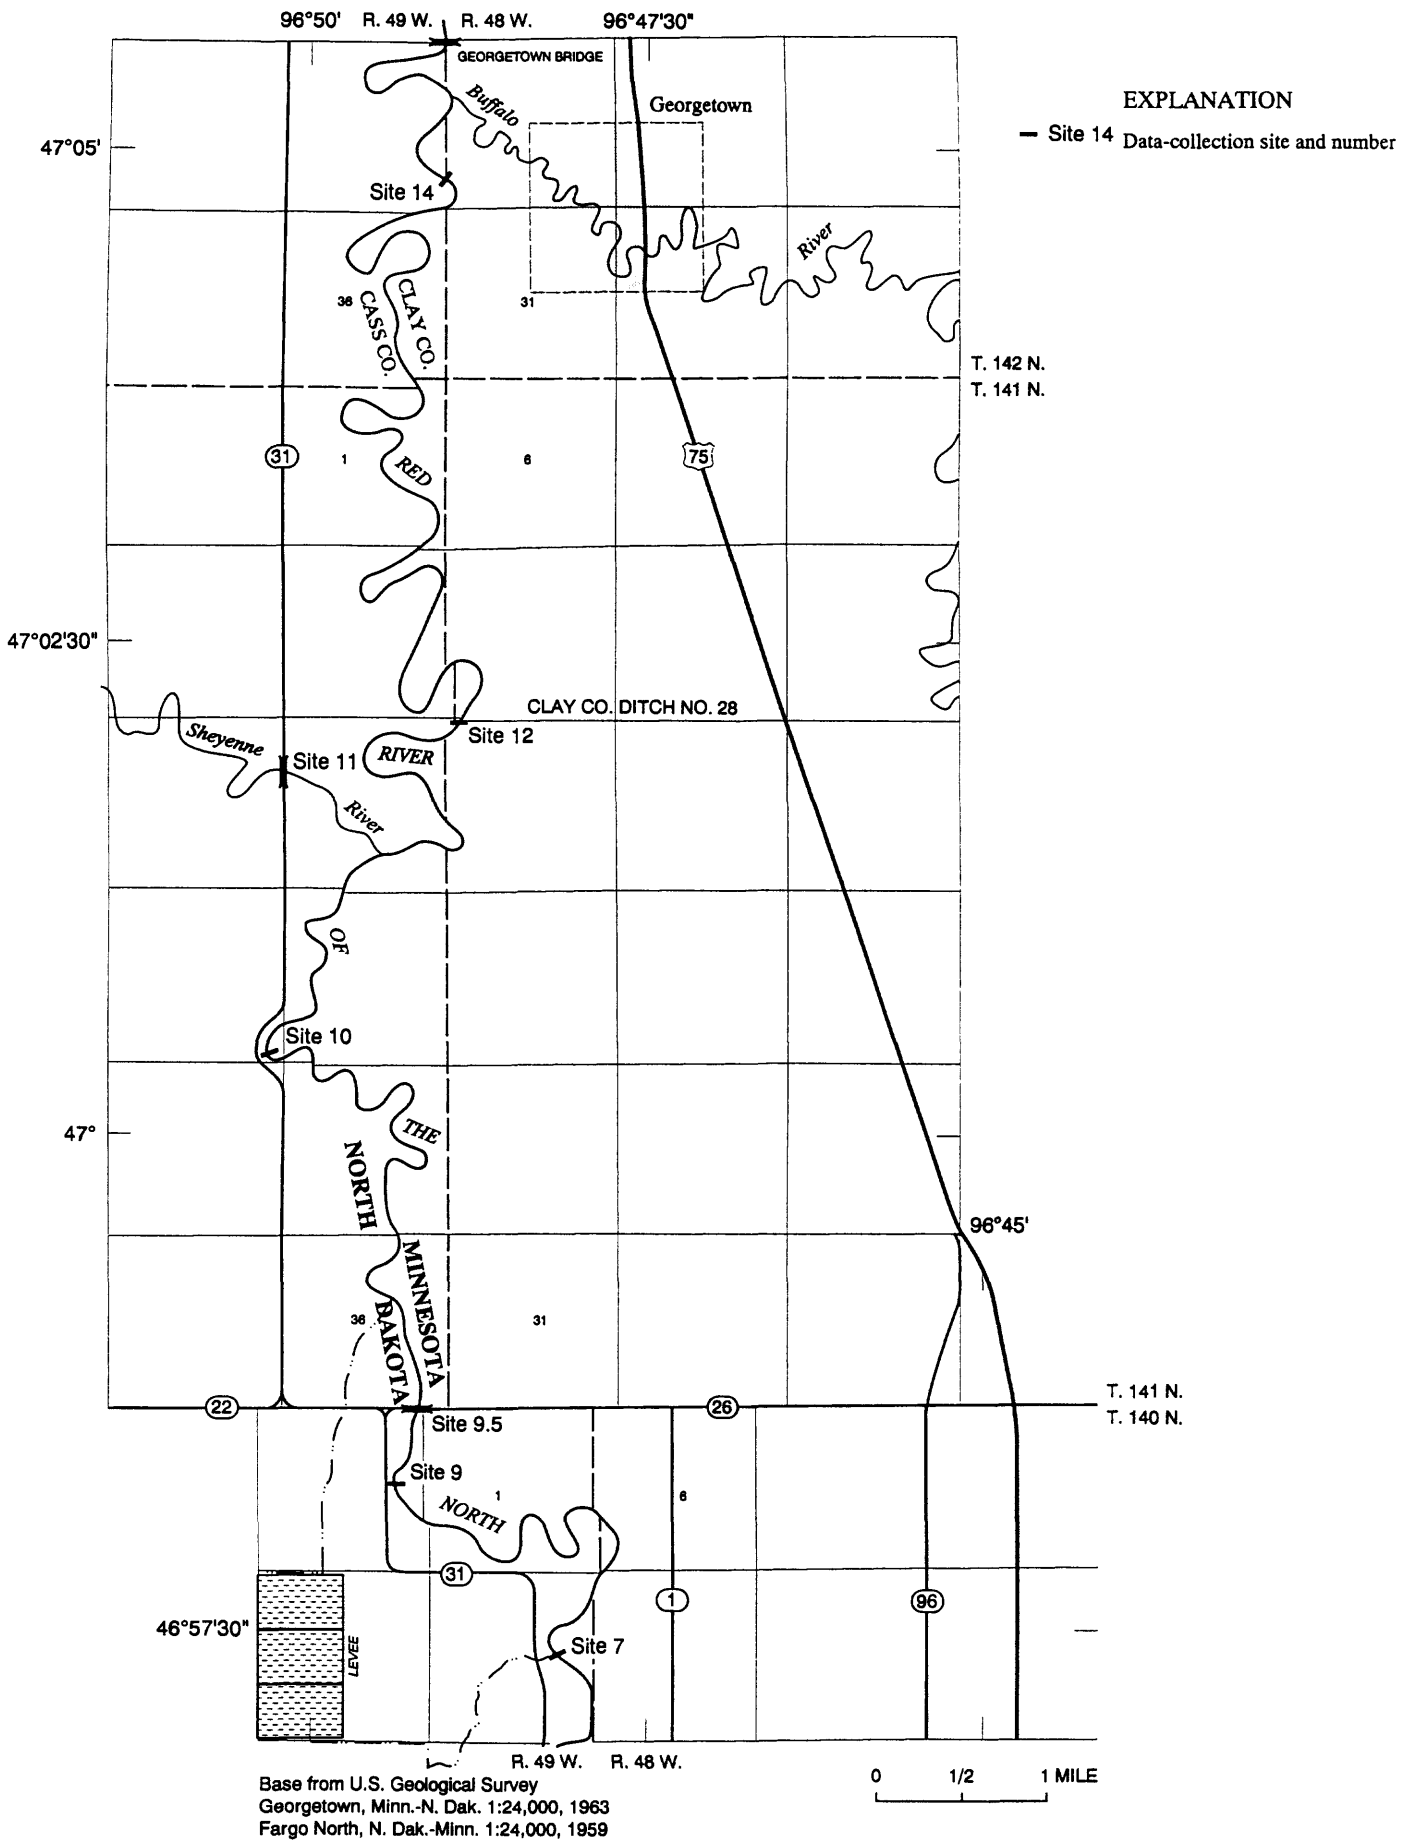 96°50' R. 49 W. R. 48 W. 96°47'30"
GEORGETOWN BRIDGE
Buffalo
Georgetown
EXPLANATION
Site 14 Data-collection site and number
47°05'
Site 14
River
36
CLAY CO.
CASS CO.
31
T. 142 N.
T. 141 N.
31
1
RED
6
75
47°02'30"
CLAY CO. DITCH NO. 28
Sheyenne
Site 12
RIVER
Site 11
River
OF
Site 10
THE
47°
NORTH
96°45'
MINNESOTA
DAKOTA
36
31
22
26
T. 141 N.
T. 140 N.
Site 9.5
Site 9
1
NORTH
6
31
1
96
46°57'30"
LEVEE
Site 7
R. 49 W. R. 48 W.
0 1/2 1 MILE
Base from U.S. Geological Survey
Georgetown, Minn.-N. Dak. 1:24,000, 1963
Fargo North, N. Dak.-Minn. 1:24,000, 1959